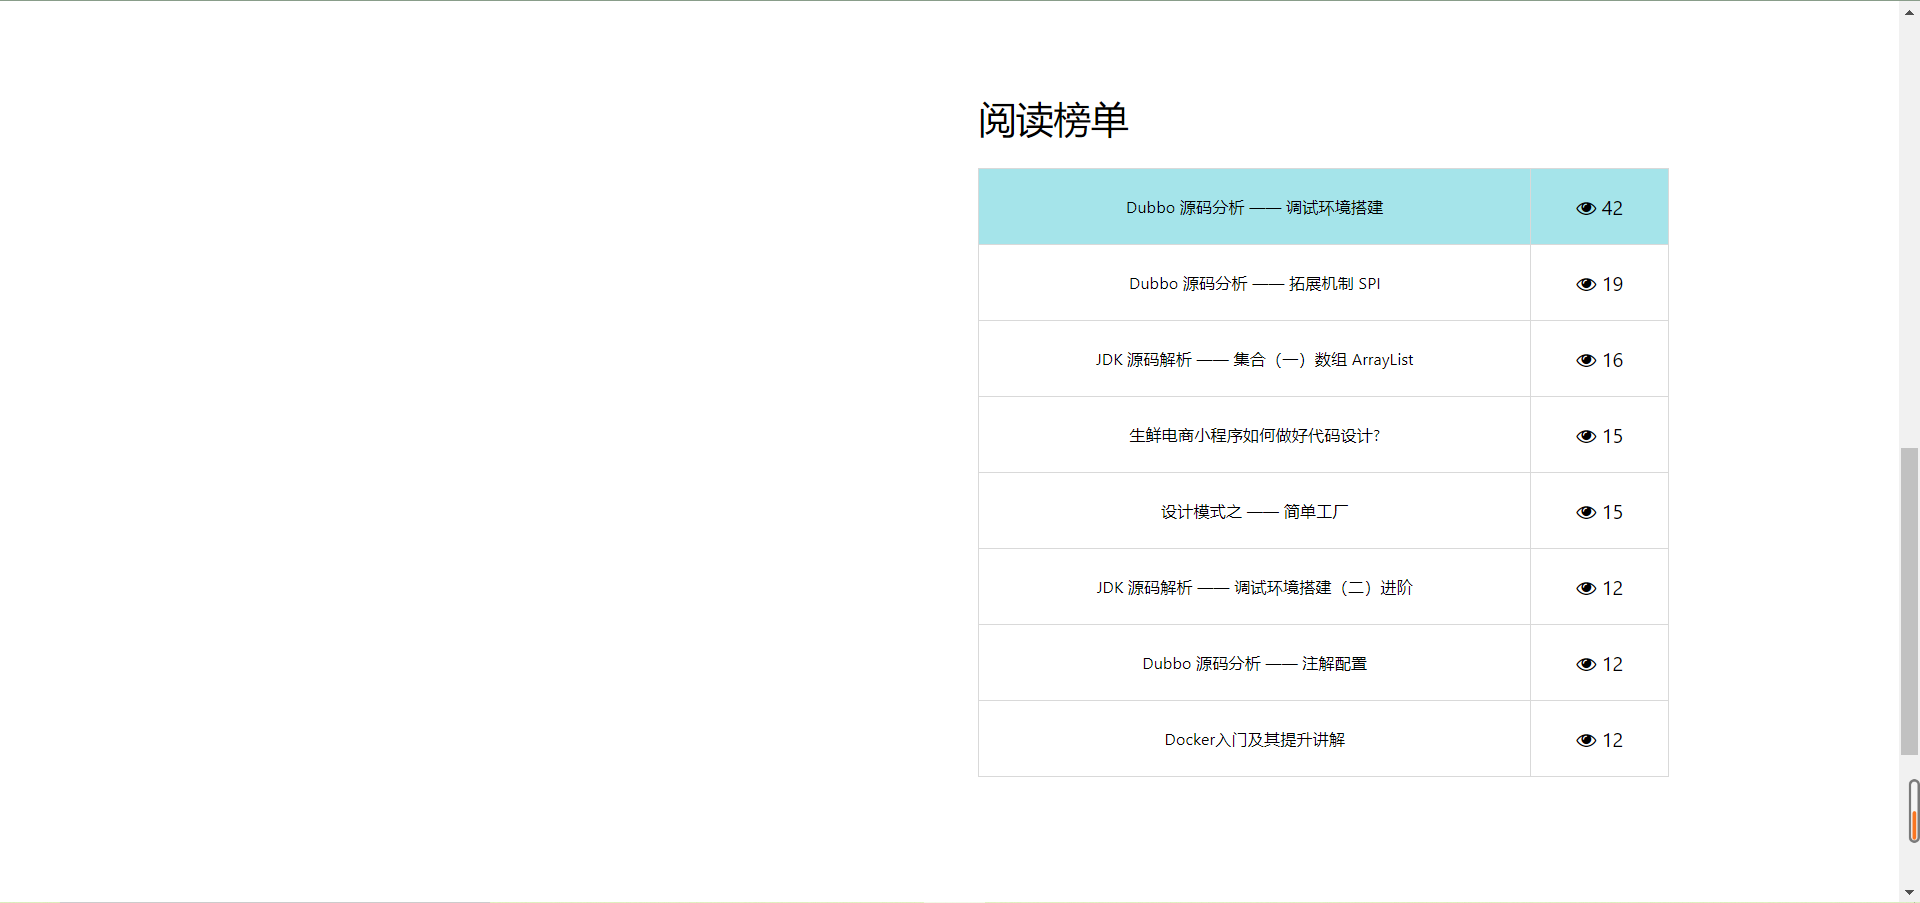 阅读榜单
Dubbo 源码分析 —— 调试环境搭建 42
Dubbo 源码分析 —— 拓展机制 SPI 19
JDK 源码解析 —— 集合（一）数组 ArrayList 16
生鲜电商小程序如何做好代码设计? 15
设计模式之 —— 简单工厂 15
JDK 源码解析 —— 调试环境搭建（二）进阶 12
Dubbo 源码分析 —— 注解配置 12
Docker入门及其提升讲解 12